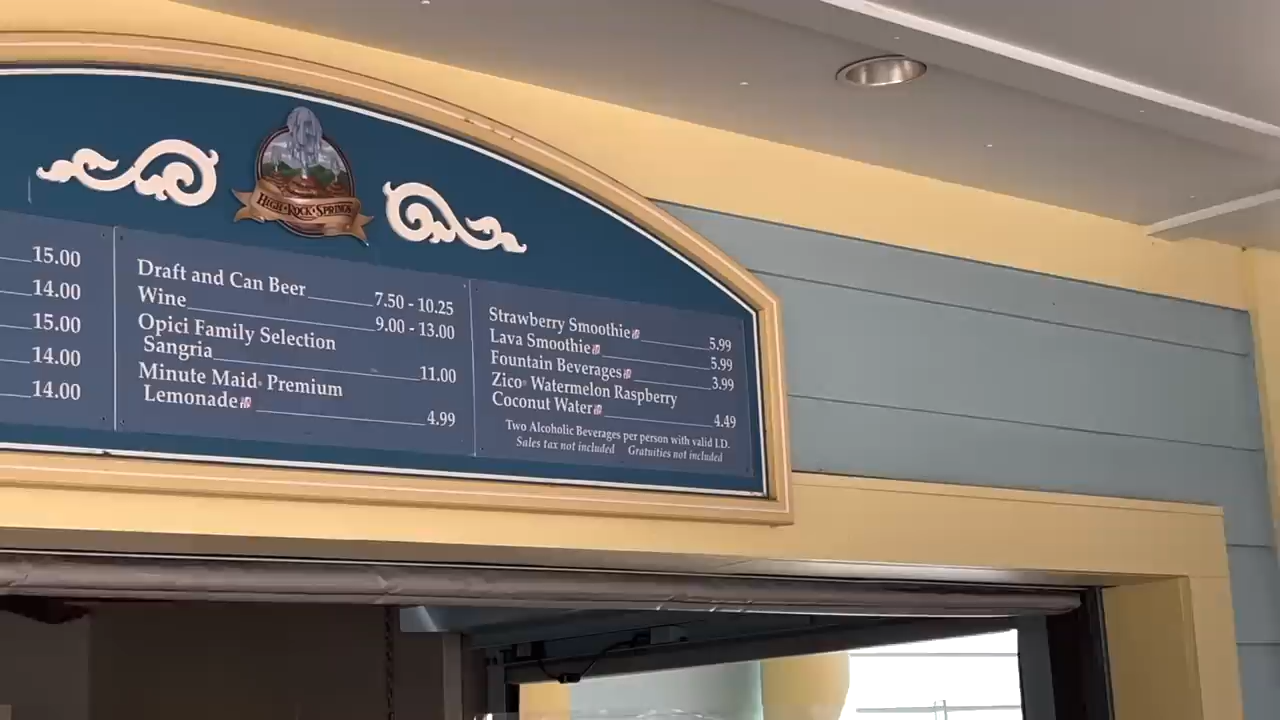 HIGH • ROCK • SPRINGS
15.00
14.00
15.00
14.00
14.00
Draft and Can Beer 7.50 - 10.25
Wine 9.00 - 13.00
Opici Family Selection
Sangria 11.00
Minute Maid® Premium
Lemonade 4.99
Strawberry Smoothie 5.99
Lava Smoothie 5.99
Fountain Beverages 3.99
Zico® Watermelon Raspberry
Coconut Water 4.49
Two Alcoholic Beverages per person with valid I.D.
Sales tax not included Gratuities not included